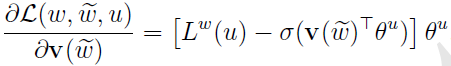 ∂ℒ(w, w̃, u) / ∂v(w̃) = [L^w(u) − σ(v(w̃)^⊤ θ^u)] θ^u